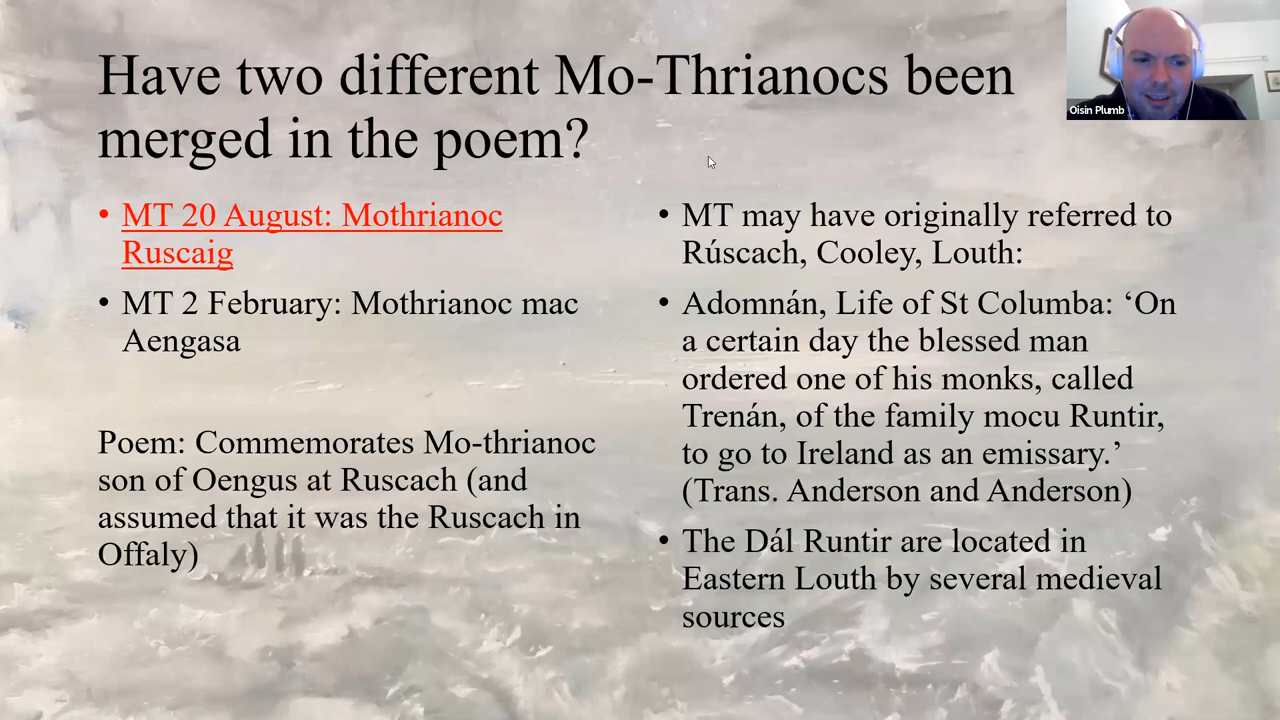 Have two different Mo-Thrianocs been
merged in the poem?
Oisin Plumb
• MT 20 August: Mothrianoc
Ruscaig
• MT 2 February: Mothrianoc mac
Aengasa
Poem: Commemorates Mo-thrianoc
son of Oengus at Ruscach (and
assumed that it was the Ruscach in
Offaly)
• MT may have originally referred to
Rúscach, Cooley, Louth:
• Adomnán, Life of St Columba: ‘On
a certain day the blessed man
ordered one of his monks, called
Trenán, of the family mocu Runtir,
to go to Ireland as an emissary.’
(Trans. Anderson and Anderson)
• The Dál Runtir are located in
Eastern Louth by several medieval
sources